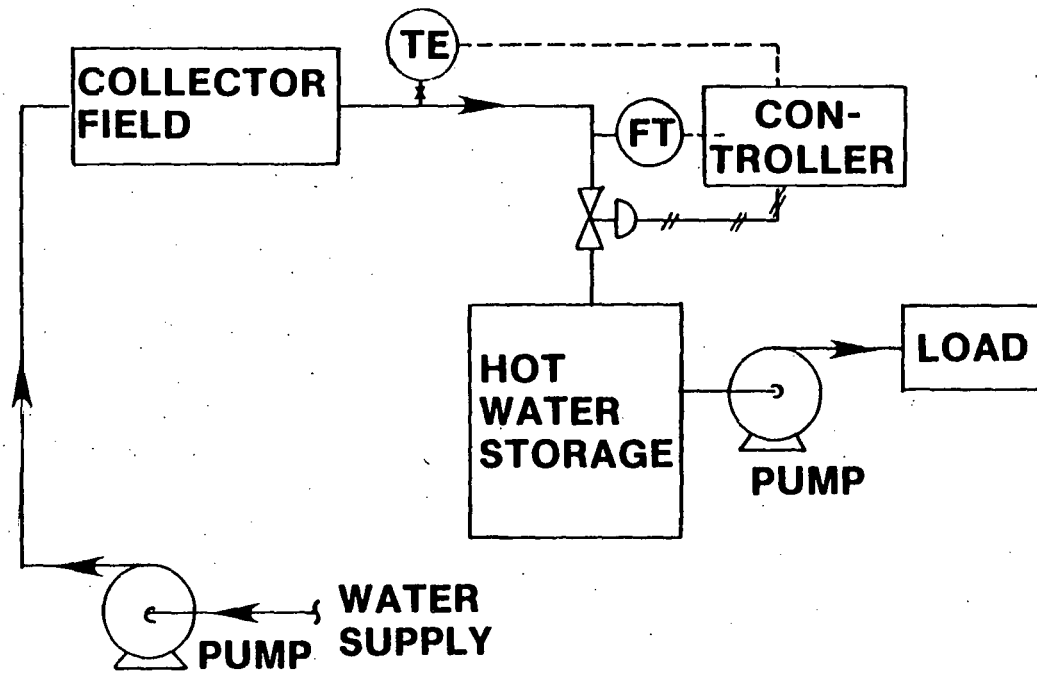 TE
COLLECTOR
FIELD
FT
CON-
TROLLER
HOT
WATER
STORAGE
LOAD
PUMP
WATER
SUPPLY
PUMP